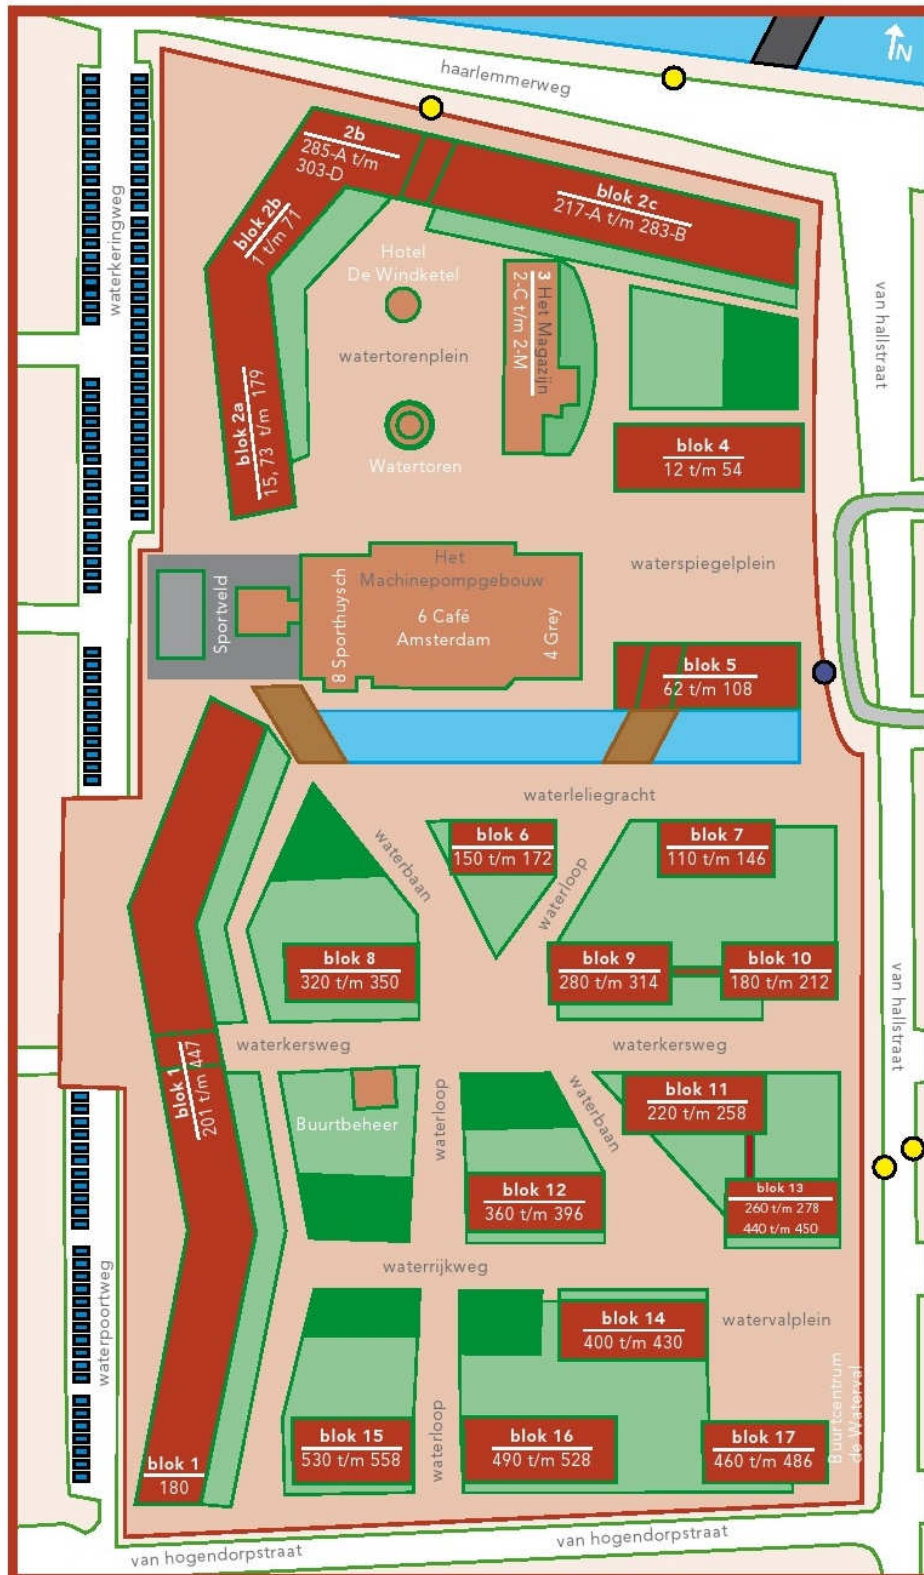 N
haarlemmerweg
waterkeringweg
2b
285-A t/m
303-D
blok 2b
1 t/m 71
blok 2c
217-A t/m 283-B
van hallstraat
Hotel
De Windketel
3 Het Magazijn
2-C t/m 2-M
watertorenplein
blok 2a
15, 73 t/m 179
Watertoren
blok 4
12 t/m 54
Sportveld
Het
Machinepompgebouw
8 Sporthuysch
6 Café
Amsterdam
4 Grey
waterspiegelplein
blok 5
62 t/m 108
waterleliegracht
waterbaan
blok 6
150 t/m 172
waterloop
blok 7
110 t/m 146
blok 8
320 t/m 350
blok 9
280 t/m 314
blok 10
180 t/m 212
van hallstraat
waterkersweg
waterkersweg
blok 1
201 t/m 447
Buurtbeheer
waterloop
waterbaan
blok 11
220 t/m 258
blok 12
360 t/m 396
blok 13
260 t/m 278
440 t/m 450
waterrijkweg
waterpoortweg
blok 14
400 t/m 430
watervalplein
Buurtcentrum
de Waterval
blok 1
180
blok 15
530 t/m 558
waterloop
blok 16
490 t/m 528
blok 17
460 t/m 486
van hogendorpstraat
van hogendorpstraat